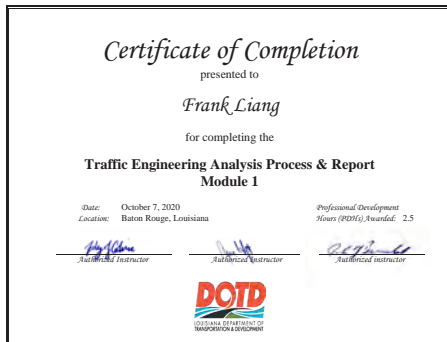 Certificate of Completion
presented to
Frank Liang
for completing the
Traffic Engineering Analysis Process & Report
Module 1
Date: October 7, 2020
Location: Baton Rouge, Louisiana
Professional Development
Hours (PDHs) Awarded: 2.5
Authorized Instructor
Authorized Instructor
Authorized instructor
DOTD
LOUISIANA DEPARTMENT OF
TRANSPORTATION & DEVELOPMENT